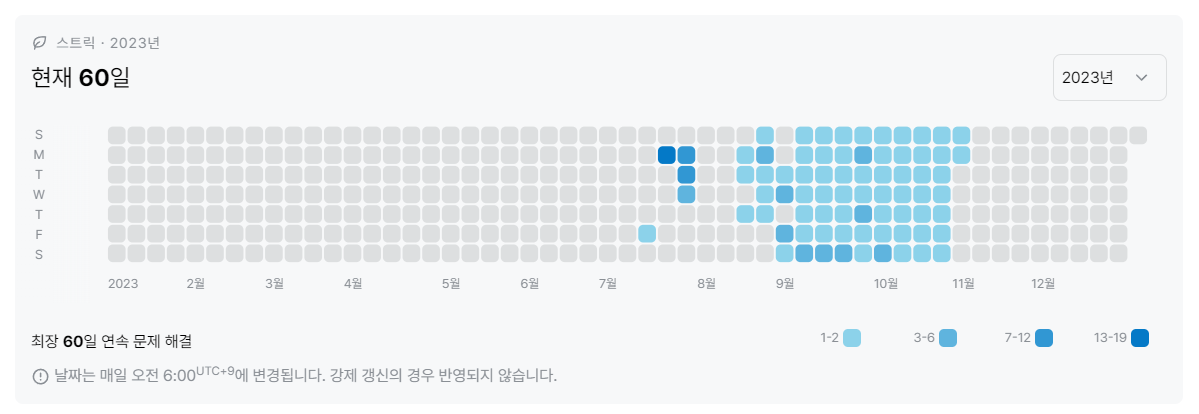 스트릭 · 2023년
현재 60일
2023년
S
M
T
W
T
F
S
2023 2월 3월 4월 5월 6월 7월 8월 9월 10월 11월 12월
최장 60일 연속 문제 해결
1-2 3-6 7-12 13-19
날짜는 매일 오전 6:00UTC+9에 변경됩니다. 강제 갱신의 경우 반영되지 않습니다.